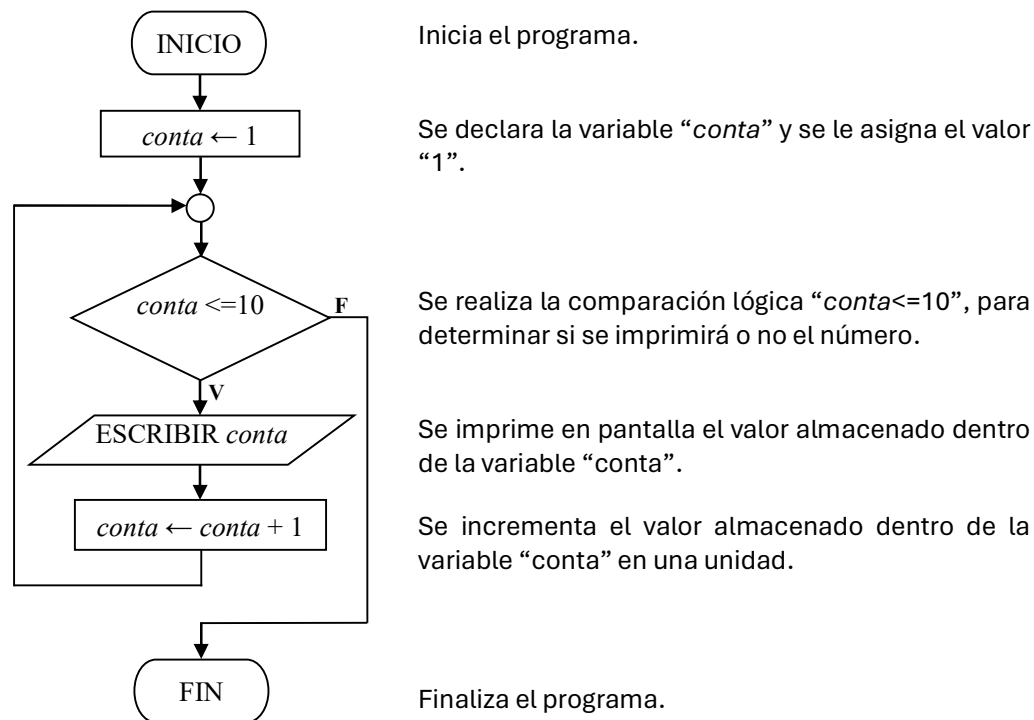 INICIO
Inicia el programa.
conta ← 1
Se declara la variable “conta” y se le asigna el valor
“1”.
conta <=10
F
Se realiza la comparación lógica “conta<=10”, para
determinar si se imprimirá o no el número.
V
ESCRIBIR conta
Se imprime en pantalla el valor almacenado dentro
de la variable “conta”.
conta ← conta + 1
Se incrementa el valor almacenado dentro de la
variable “conta” en una unidad.
FIN
Finaliza el programa.